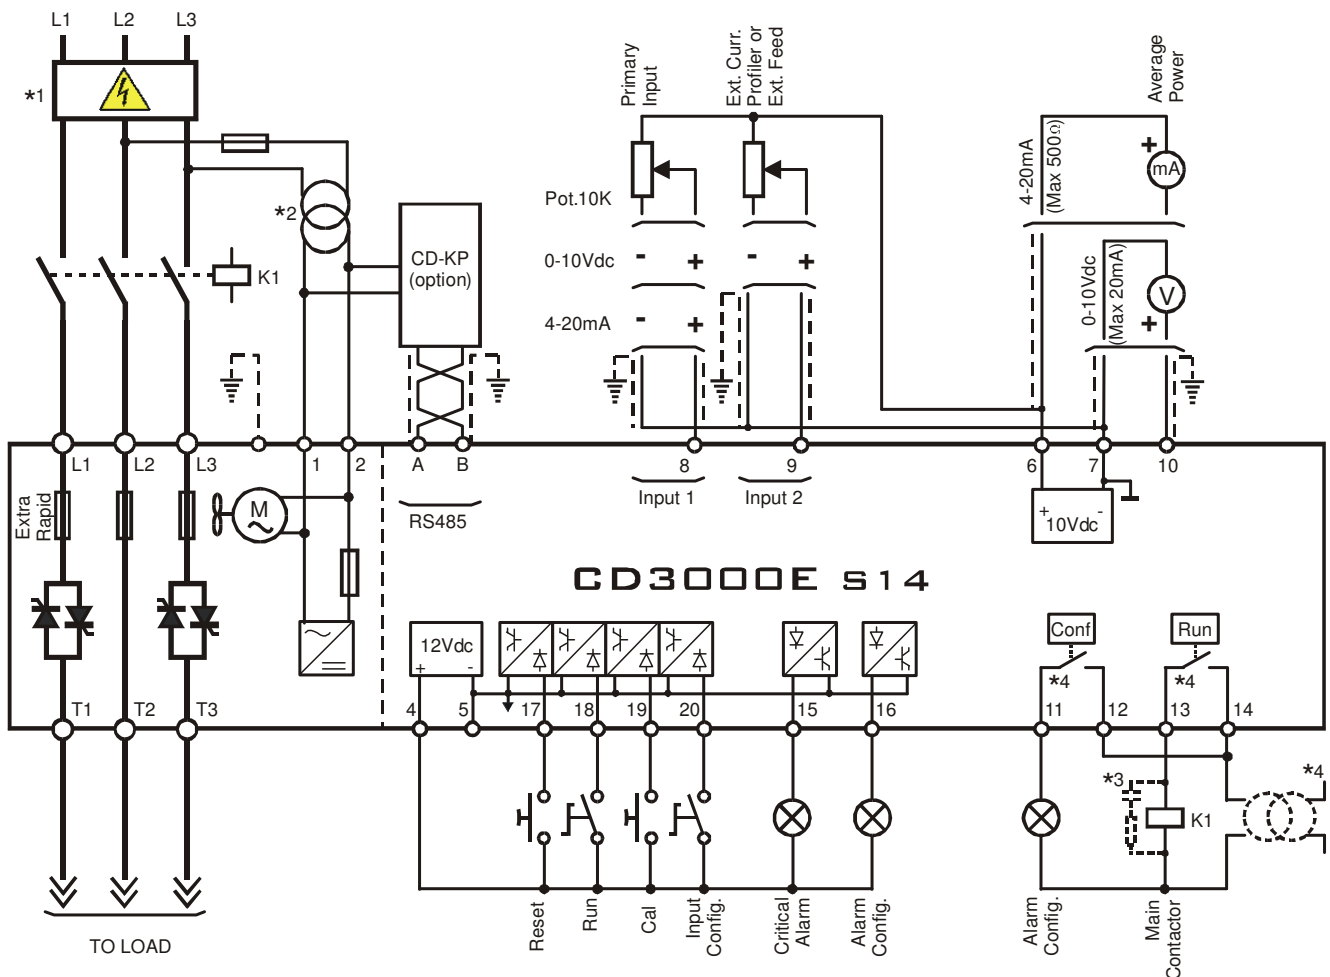 L1 L2 L3
*1
*2
K1
CD-KP
(option)
Primary
Input
Ext. Curr.
Profiler or
Ext. Feed
Pot.10K
0-10Vdc - + - +
4-20mA - +
4-20mA
(Max 500Ω)
Average
Power
+
mA
0-10Vdc
(Max 20mA)
V
+
L1 L2 L3 1 2 A B 8 9 6 7 10
Extra
Rapid
M
RS485
Input 1 Input 2
+ -
10Vdc
CD3000E S14
12Vdc
+ -
Conf
*4
Run
*4
T1 T2 T3 4 5 17 18 19 20 15 16 11 12 13 14
*3
K1
*4
Reset
Run
Cal
Input
Config.
Critical
Alarm
Alarm
Config.
Alarm
Config.
Main
Contactor
TO LOAD